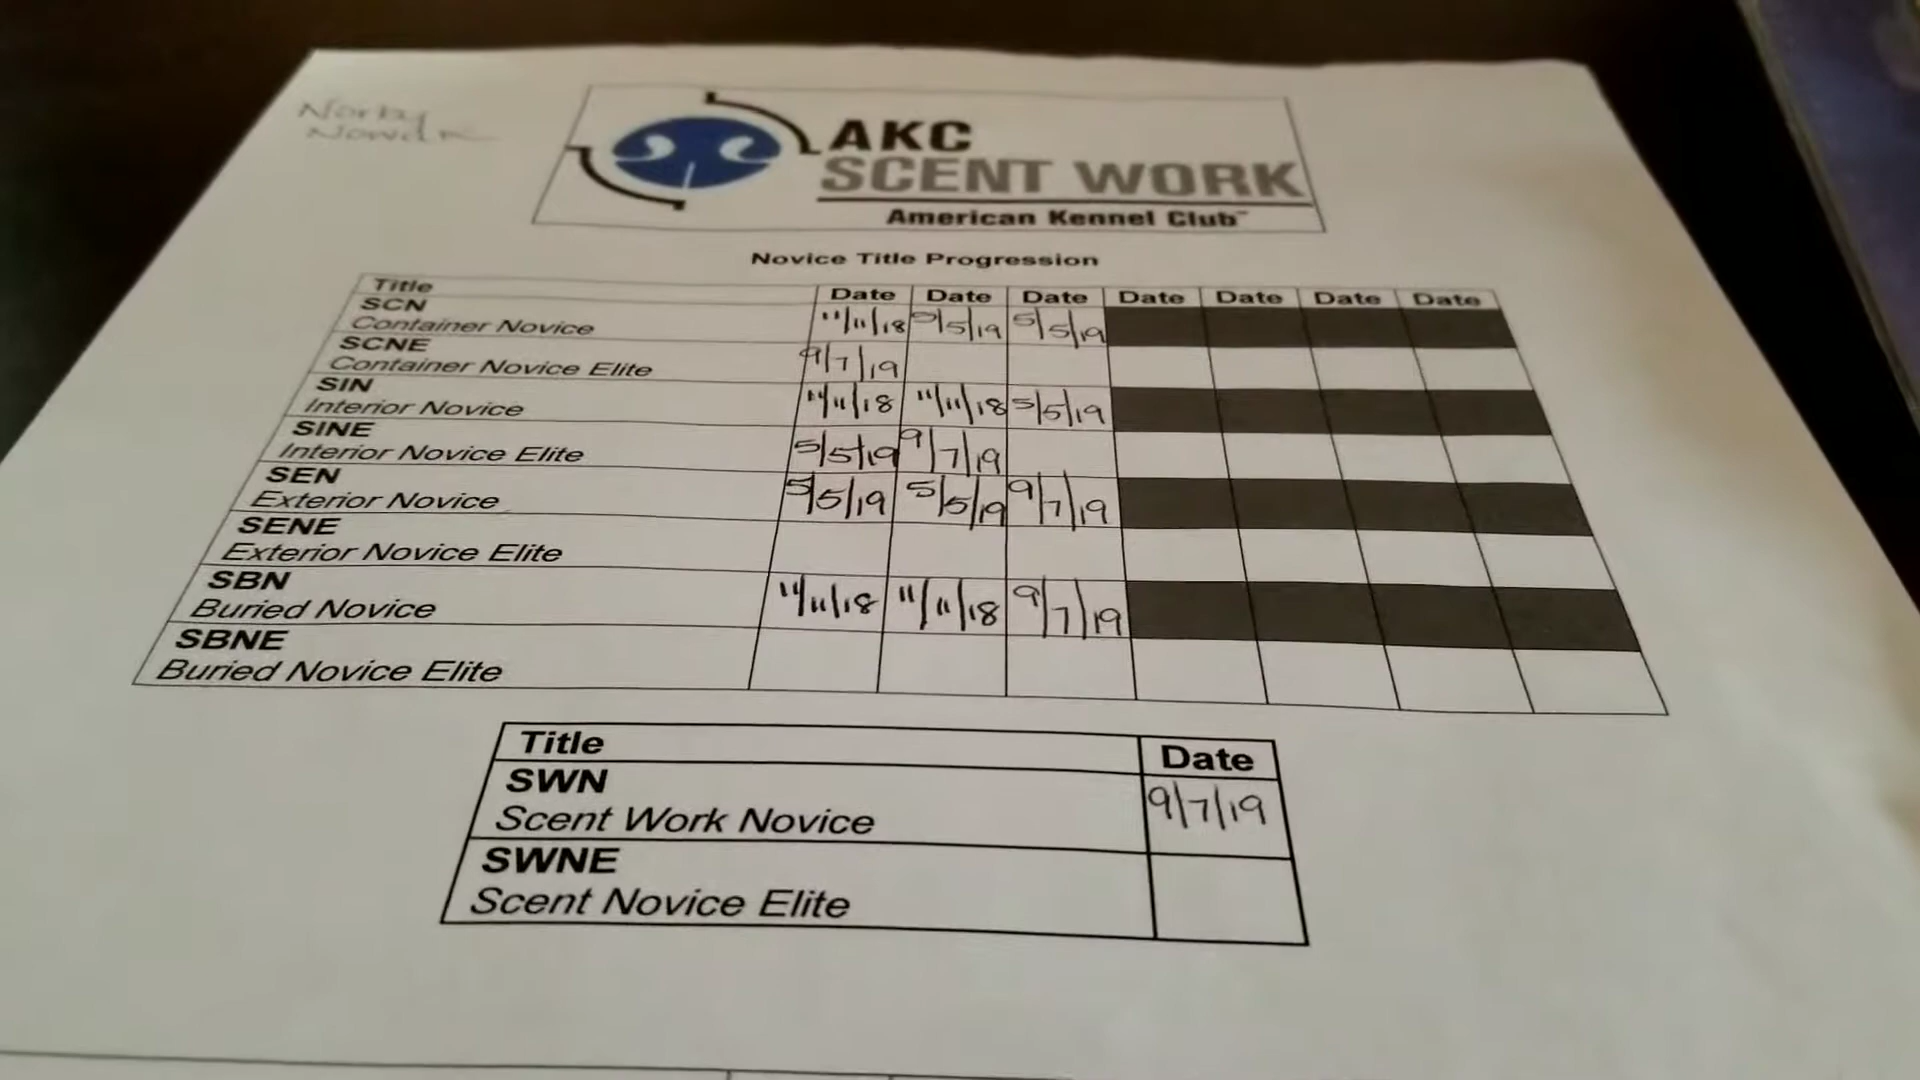 Norby
AKC
SCENT WORK
American Kennel Club™
Novice Title Progression
Title Date Date Date Date Date Date Date
SCN
Container Novice 11/11/18 5/5/19 5/5/19
SCNE
Container Novice Elite 9/7/19
SIN
Interior Novice 11/11/18 11/11/18 5/5/19
SINE
Interior Novice Elite 5/5/19 9/7/19
SEN
Exterior Novice 5/5/19 5/5/19 9/7/19
SENE
Exterior Novice Elite
SBN
Buried Novice 11/11/18 11/11/18 9/7/19
SBNE
Buried Novice Elite
Title Date
SWN
Scent Work Novice 9/7/19
SWNE
Scent Novice Elite